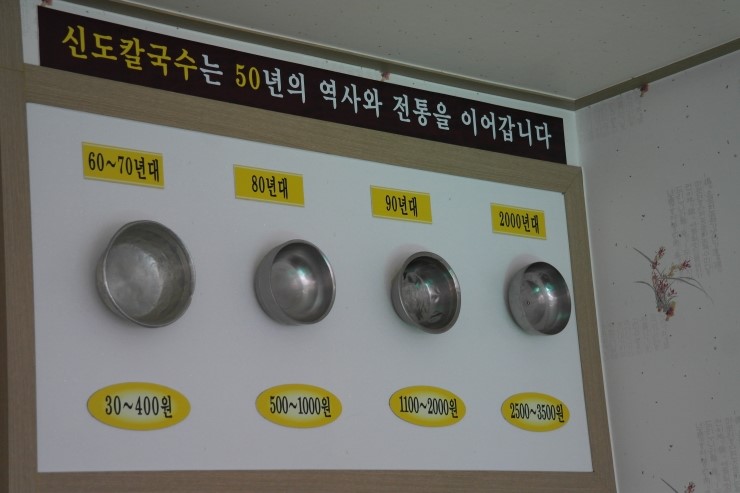 신도칼국수는 50년의 역사와 전통을 이어갑니다
60~70년대
80년대
90년대
2000년대
30~400원
500~1000원
1100~2000원
2500~3500원